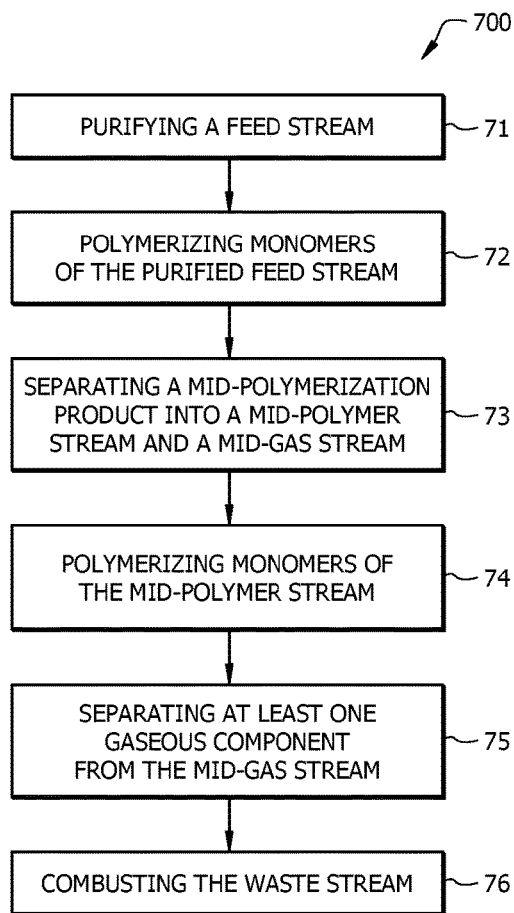 700
PURIFYING A FEED STREAM
71
POLYMERIZING MONOMERS
OF THE PURIFIED FEED STREAM
72
SEPARATING A MID-POLYMERIZATION
PRODUCT INTO A MID-POLYMER
STREAM AND A MID-GAS STREAM
73
POLYMERIZING MONOMERS OF
THE MID-POLYMER STREAM
74
SEPARATING AT LEAST ONE
GASEOUS COMPONENT
FROM THE MID-GAS STREAM
75
COMBUSTING THE WASTE STREAM
76